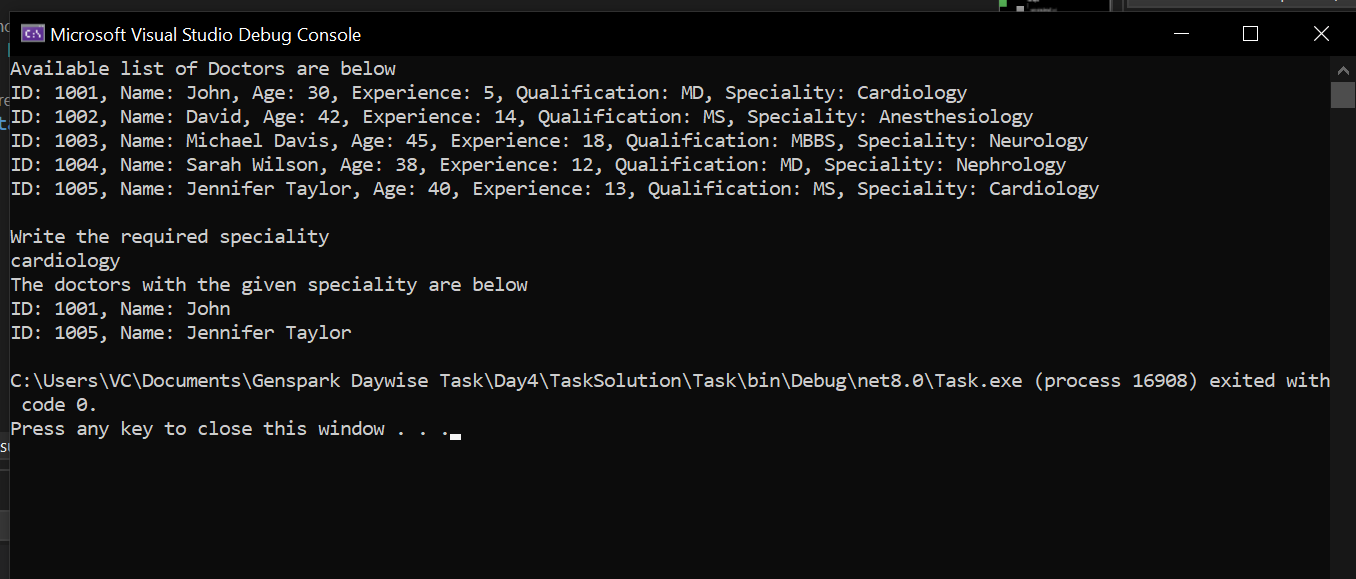 Microsoft Visual Studio Debug Console
Available list of Doctors are below
ID: 1001, Name: John, Age: 30, Experience: 5, Qualification: MD, Speciality: Cardiology
ID: 1002, Name: David, Age: 42, Experience: 14, Qualification: MS, Speciality: Anesthesiology
ID: 1003, Name: Michael Davis, Age: 45, Experience: 18, Qualification: MBBS, Speciality: Neurology
ID: 1004, Name: Sarah Wilson, Age: 38, Experience: 12, Qualification: MD, Speciality: Nephrology
ID: 1005, Name: Jennifer Taylor, Age: 40, Experience: 13, Qualification: MS, Speciality: Cardiology
Write the required speciality
cardiology
The doctors with the given speciality are below
ID: 1001, Name: John
ID: 1005, Name: Jennifer Taylor
C:\Users\VC\Documents\Genspark Daywise Task\Day4\TaskSolution\Task\bin\Debug\net8.0\Task.exe (process 16908) exited with
code 0.
Press any key to close this window . . .